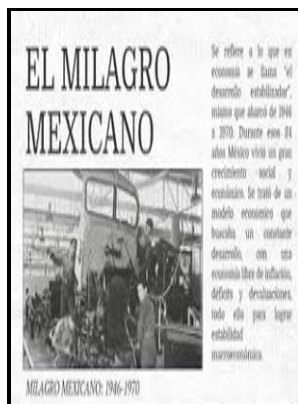 EL MILAGRO
MEXICANO
Se refiere a lo que en
economía se llama "el
desarrollo estabilizador",
mismo que abarcó de 1946
a 1970. Durante esos 24
años México vivió un gran
crecimiento social y
económico. Se trató de un
modelo económico que
buscaba un constante
desarrollo, con una
economía libre de inflación,
déficits y devaluaciones,
todo ello para lograr
estabilidad
macroeconómica.
MILAGRO MEXICANO: 1946-1970